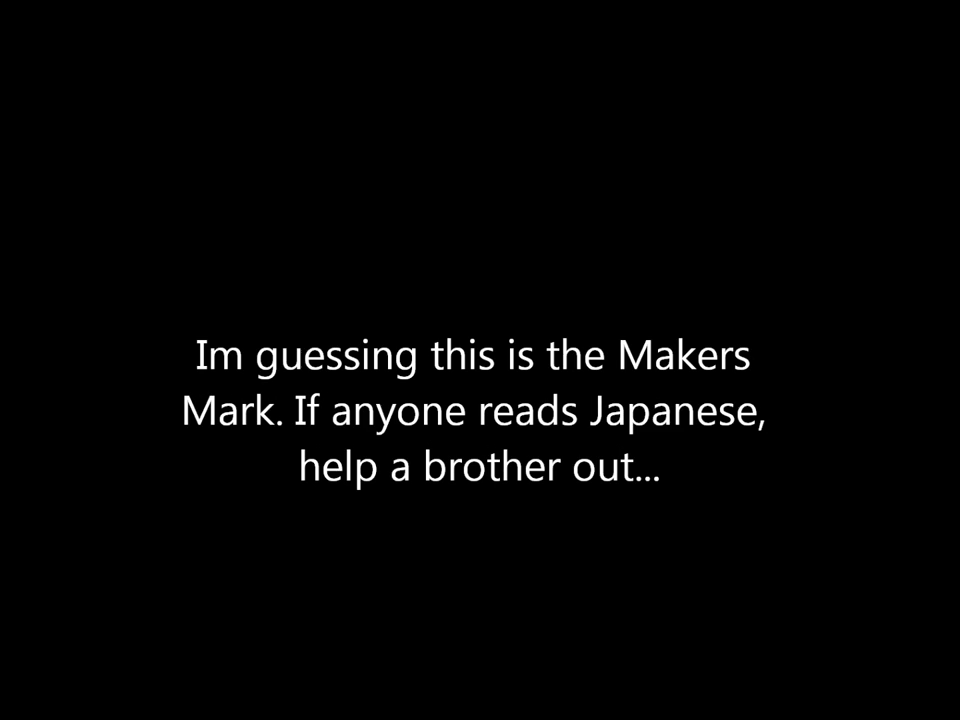 Im guessing this is the Makers
Mark. If anyone reads Japanese,
help a brother out...